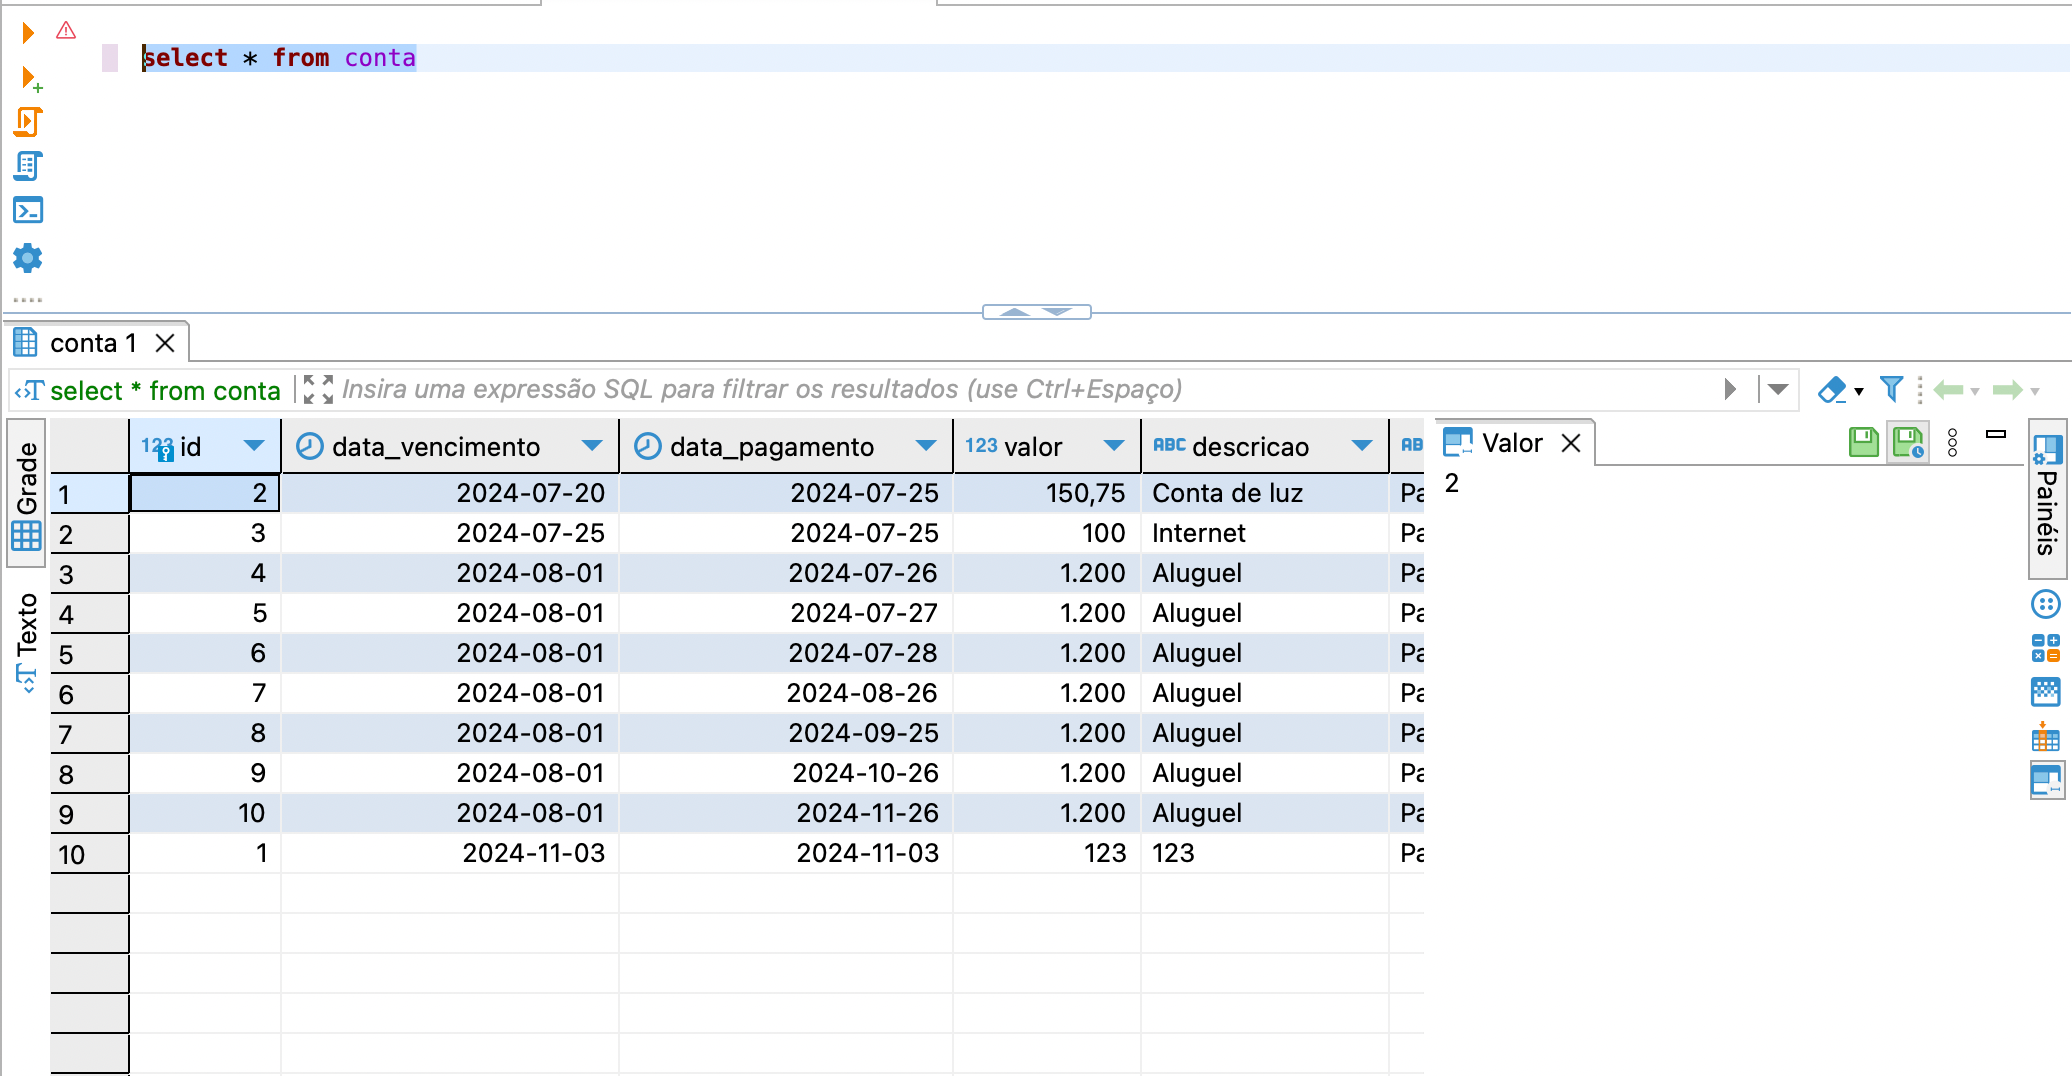 select * from conta
conta 1
select * from conta Insira uma expressão SQL para filtrar os resultados (use Ctrl+Espaço)
Grade
Texto
123 id data_vencimento data_pagamento 123 valor ABC descricao AB
1 2 2024-07-20 2024-07-25 150,75 Conta de luz Pa
2 3 2024-07-25 2024-07-25 100 Internet Pa
3 4 2024-08-01 2024-07-26 1.200 Aluguel Pa
4 5 2024-08-01 2024-07-27 1.200 Aluguel Pa
5 6 2024-08-01 2024-07-28 1.200 Aluguel Pa
6 7 2024-08-01 2024-08-26 1.200 Aluguel Pa
7 8 2024-08-01 2024-09-25 1.200 Aluguel Pa
8 9 2024-08-01 2024-10-26 1.200 Aluguel Pa
9 10 2024-08-01 2024-11-26 1.200 Aluguel Pa
10 1 2024-11-03 2024-11-03 123 123 Pa
Valor
2
Painéis